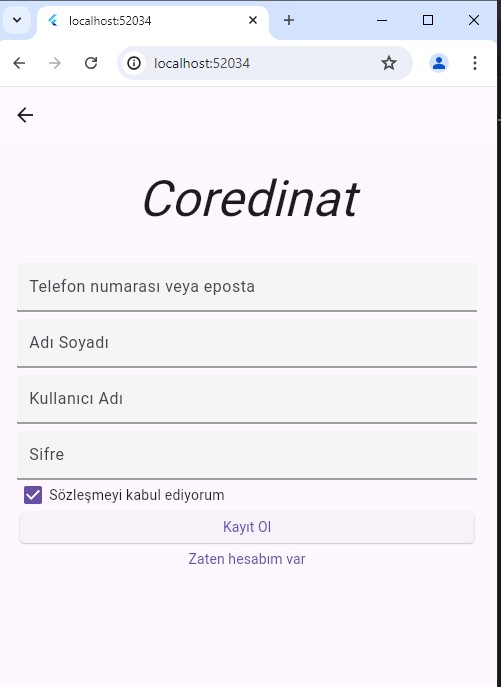 localhost:52034
localhost:52034
Coredinat
Telefon numarası veya eposta
Adı Soyadı
Kullanıcı Adı
Sifre
Sözleşmeyi kabul ediyorum
Kayıt Ol
Zaten hesabım var